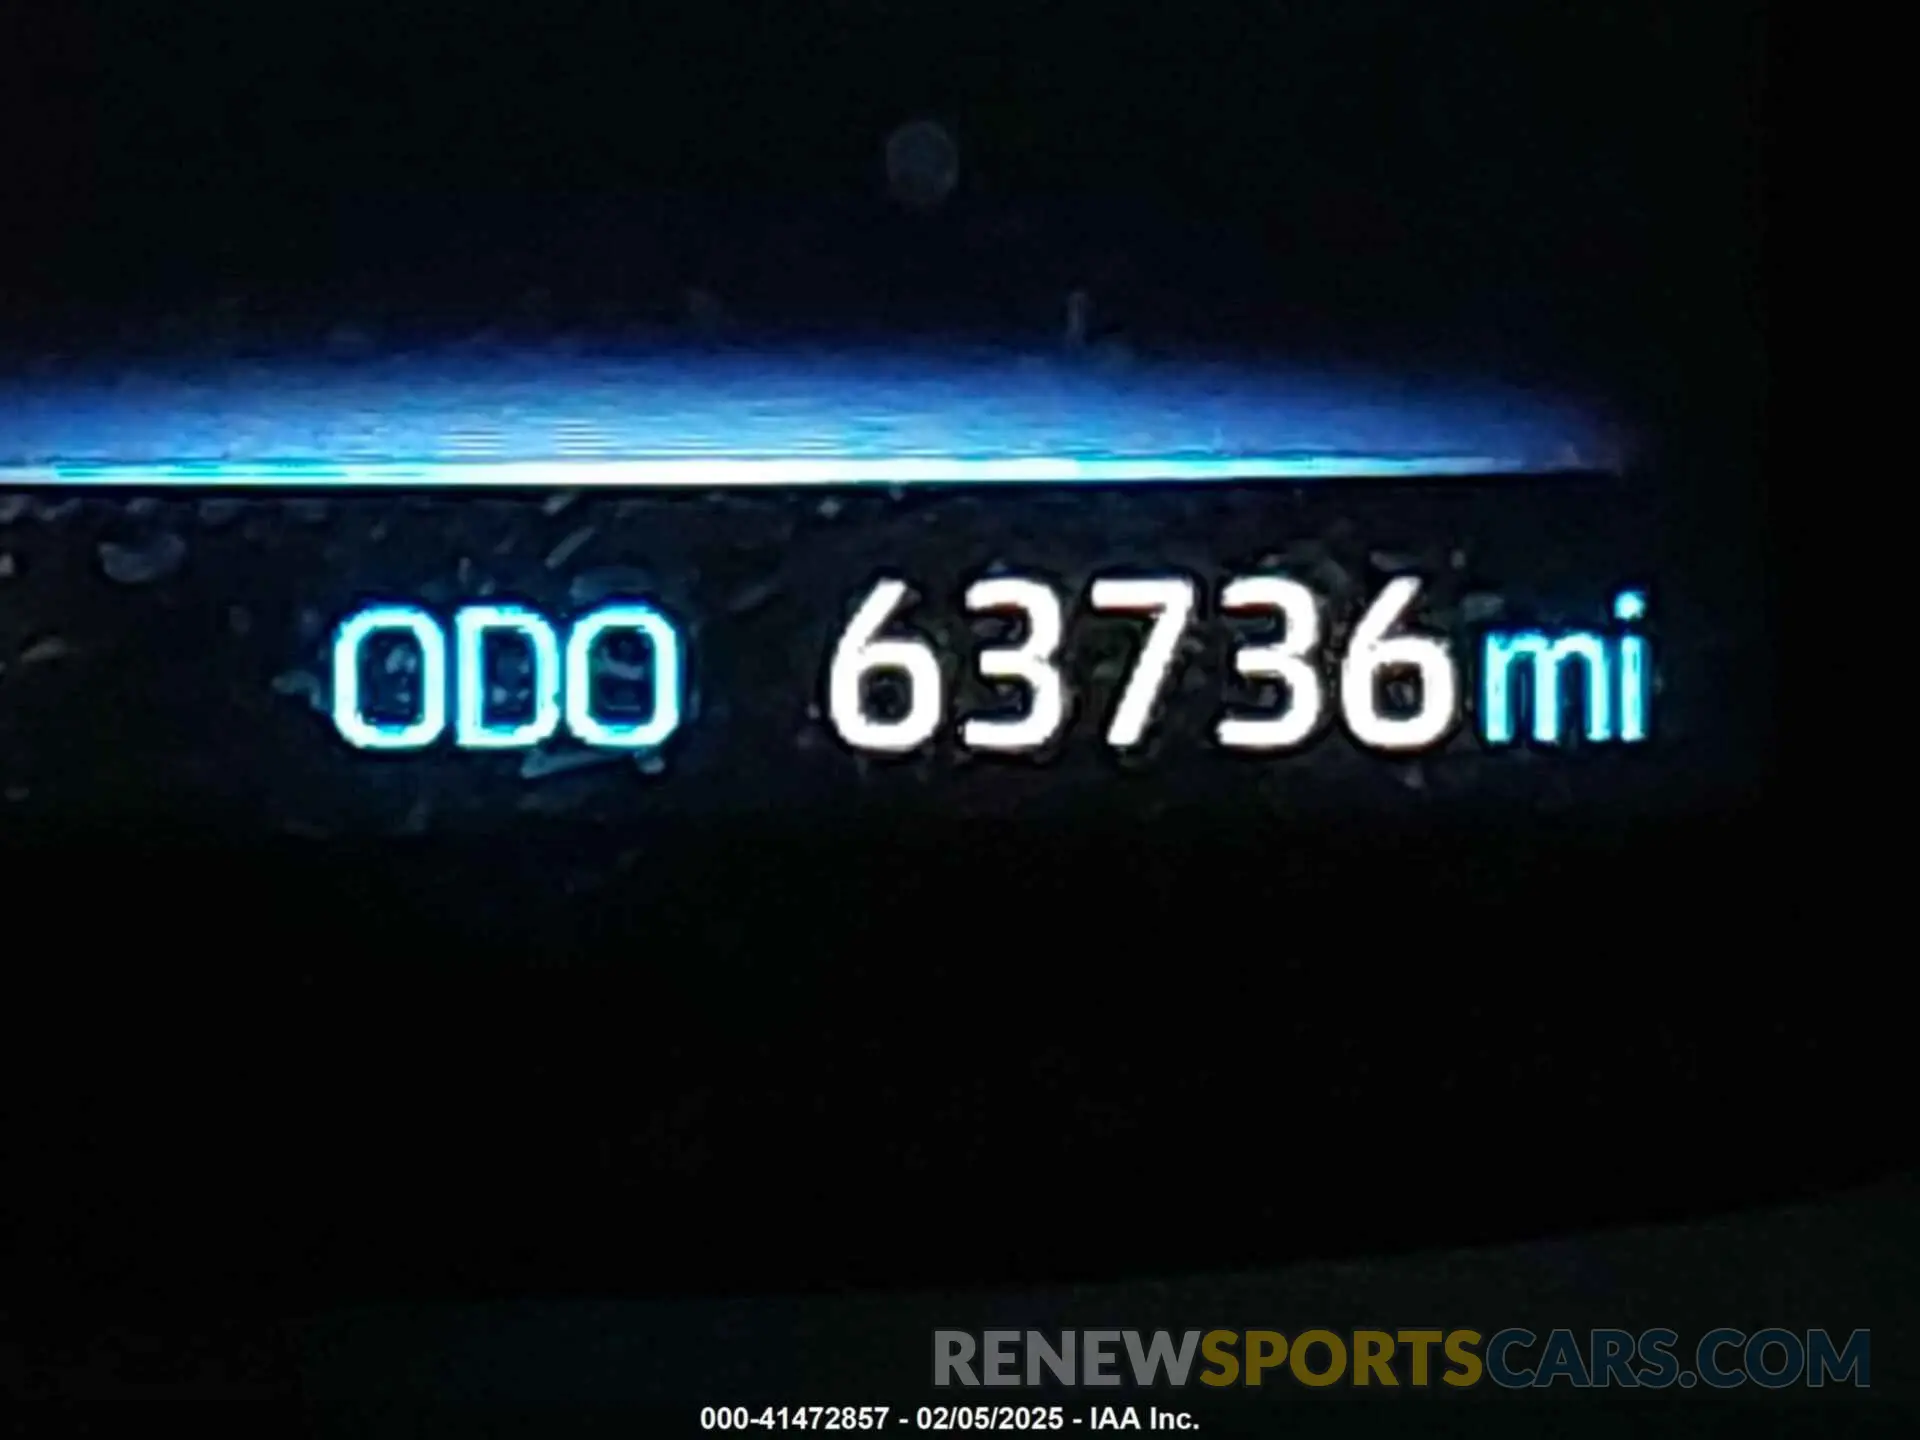 ODO 63736mi
RENEWSPORTSCARS.COM
000-41472857 - 02/05/2025 - IAA Inc.